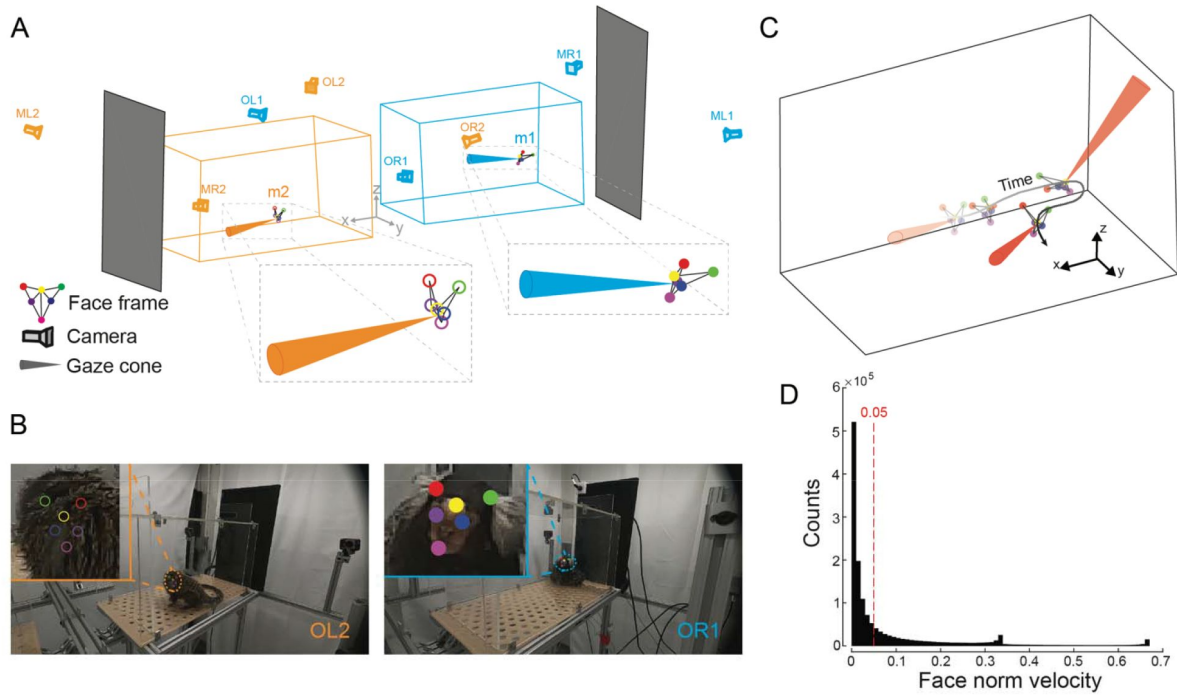 A
ML2
OL1
OL2
MR1
ML1
OR2
m1
OR1
MR2
m2
z
x
y
Face frame
Camera
Gaze cone
B
OL2
OR1
C
Time
z
x
y
D
×10⁵
6
5
4
3
2
1
0
0.05
Counts
0 0.1 0.2 0.3 0.4 0.5 0.6 0.7
Face norm velocity